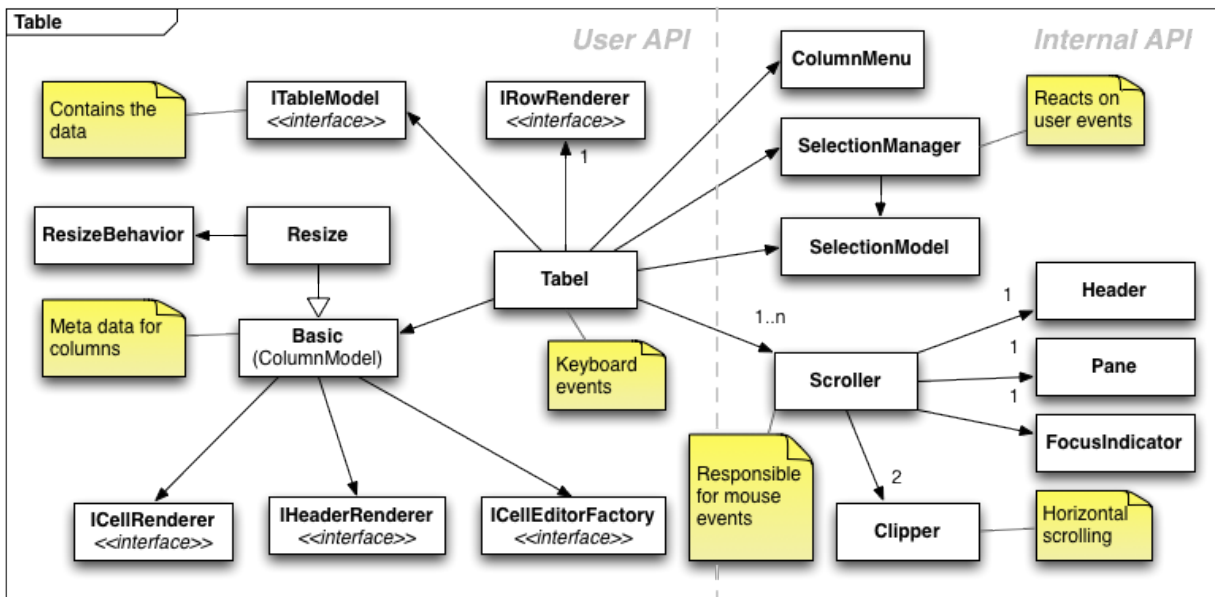 Table
User API
Internal API
ColumnMenu
Contains the
data
ITableModel
<<interface>>
IRowRenderer
<<interface>>
Reacts on
user events
1
SelectionManager
ResizeBehavior
Resize
SelectionModel
Tabel
Header
1
Meta data for
columns
Basic
(ColumnModel)
1..n
Keyboard
events
Scroller
1
Pane
1
FocusIndicator
Responsible
for mouse
events
2
ICellRenderer
<<interface>>
IHeaderRenderer
<<interface>>
ICellEditorFactory
<<interface>>
Clipper
Horizontal
scrolling